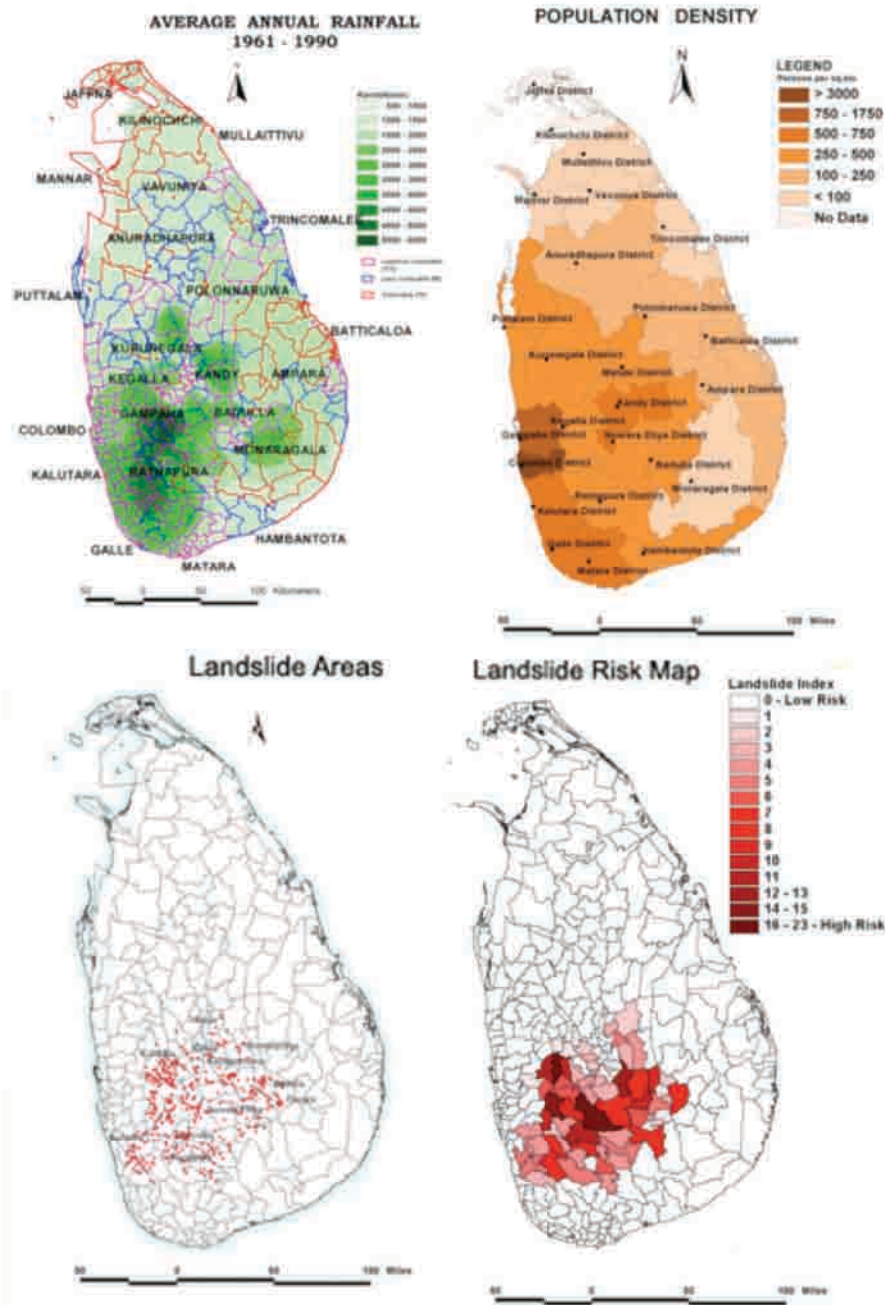 AVERAGE ANNUAL RAINFALL
1961 - 1990
JAFFNA
KILINOCHCHI
MULLAITTIVU
MANNAR
VAVUNIYA
TRINCOMALEE
ANURADHAPURA
PUTTALAM
POLONNARUWA
BATTICALOA
KURUNEGALA
KEGALLA
KANDY
AMPARA
GAMPAHA
BADULLA
COLOMBO
MONARAGALA
KALUTARA
RATNAPURA
HAMBANTOTA
GALLE
MATARA
50 0 50 100 Kilometers
POPULATION DENSITY
N
LEGEND
Persons per sq.km
> 3000
750 - 1750
500 - 750
250 - 500
100 - 250
< 100
No Data
Jaffna District
Kilinochchi District
Mullaitivu District
Mannar District
Vavuniya District
Trincomalee District
Anuradhapura District
Polonnaruwa District
Puttalam District
Batticaloa District
Kurunegala District
Matale District
Ampara District
Kandy District
Kegalla District
Gampaha District
Nuwara Eliya District
Colombo District
Badulla District
Moneragala District
Ratnapura District
Kalutara District
Galle District
Hambantota District
Matara District
50 0 50 100 Miles
Landslide Areas
50 0 50 100 Miles
Landslide Risk Map
Landslide Index
0 - Low Risk
1
2
3
4
5
6
7
8
9
10
11
12 - 13
14 - 15
16 - 23 - High Risk
50 0 50 100 Miles